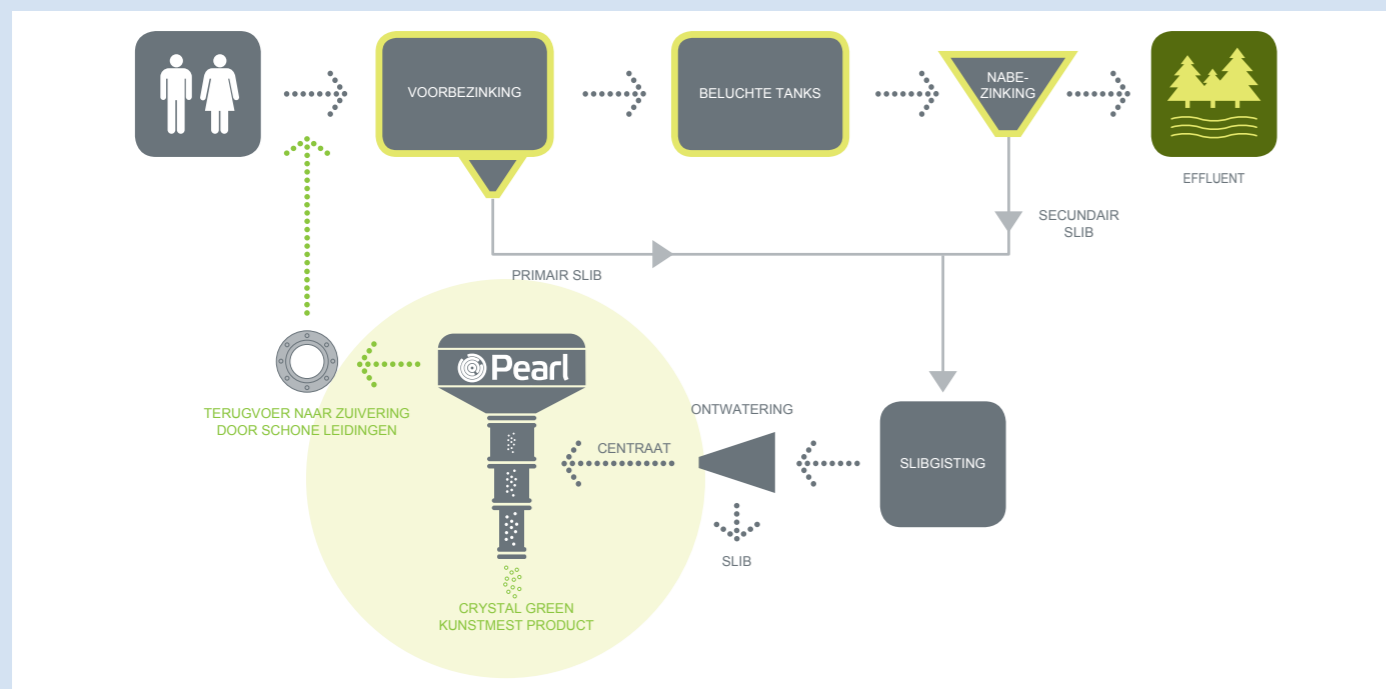 VOORBEZINKING
BELUCHTE TANKS
NABE-
ZINKING
EFFLUENT
SECUNDAIR
SLIB
PRIMAIR SLIB
Pearl
TERUGVOER NAAR ZUIVERING
DOOR SCHONE LEIDINGEN
ONTWATERING
CENTRAAT
SLIBGISTING
SLIB
CRYSTAL GREEN
KUNSTMEST PRODUCT